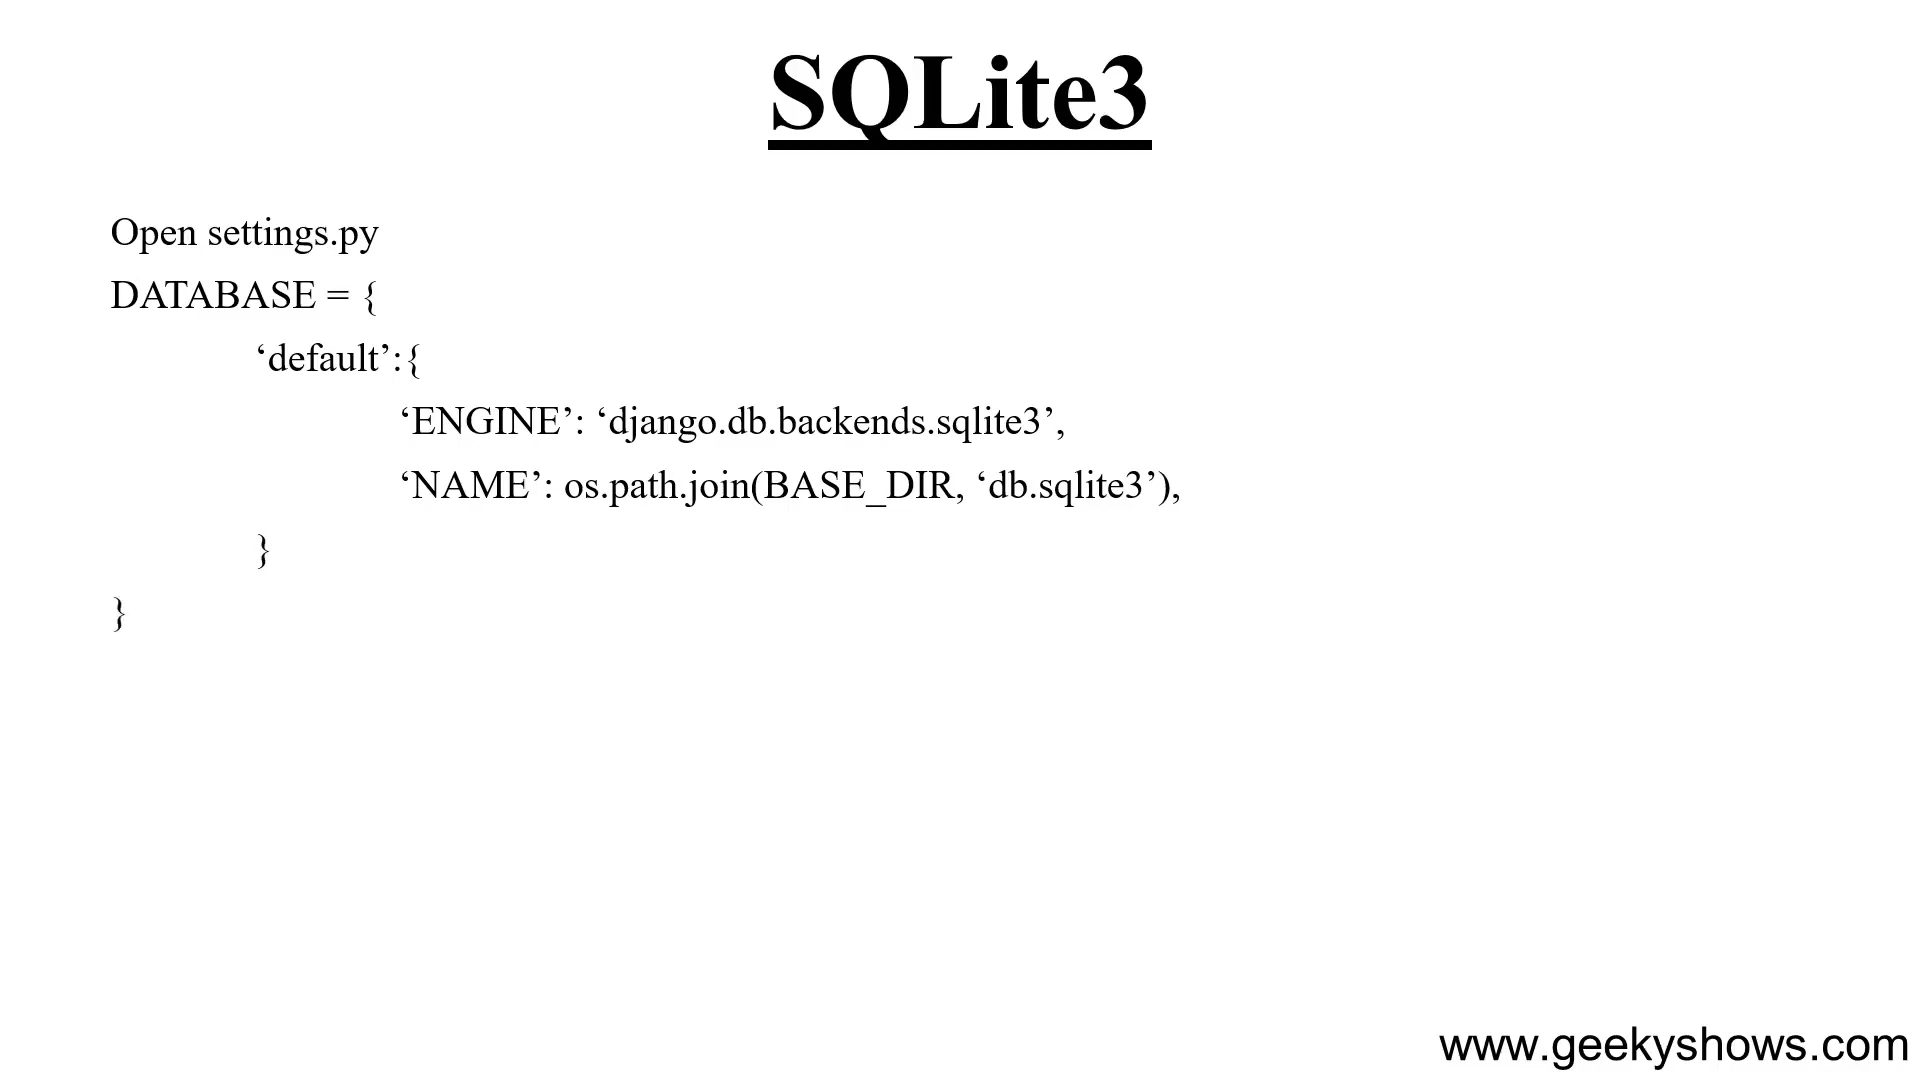 SQLite3
Open settings.py
DATABASE = {
‘default’:{
‘ENGINE’: ‘django.db.backends.sqlite3’,
‘NAME’: os.path.join(BASE_DIR, ‘db.sqlite3’),
}
}
www.geekyshows.com